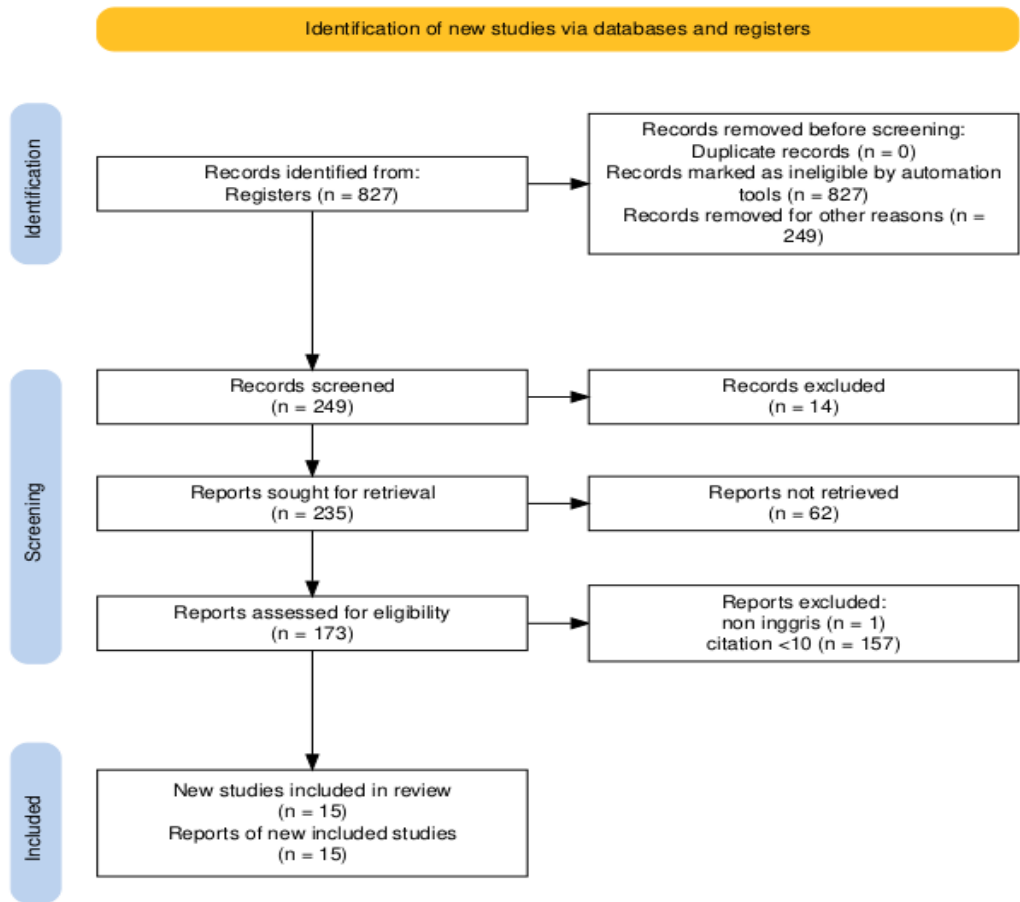 Identification of new studies via databases and registers
Identification
Records identified from:
Registers (n = 827)
Records removed before screening:
Duplicate records (n = 0)
Records marked as ineligible by automation
tools (n = 827)
Records removed for other reasons (n =
249)
Screening
Records screened
(n = 249)
Records excluded
(n = 14)
Reports sought for retrieval
(n = 235)
Reports not retrieved
(n = 62)
Reports assessed for eligibility
(n = 173)
Reports excluded:
non inggris (n = 1)
citation <10 (n = 157)
Included
New studies included in review
(n = 15)
Reports of new included studies
(n = 15)